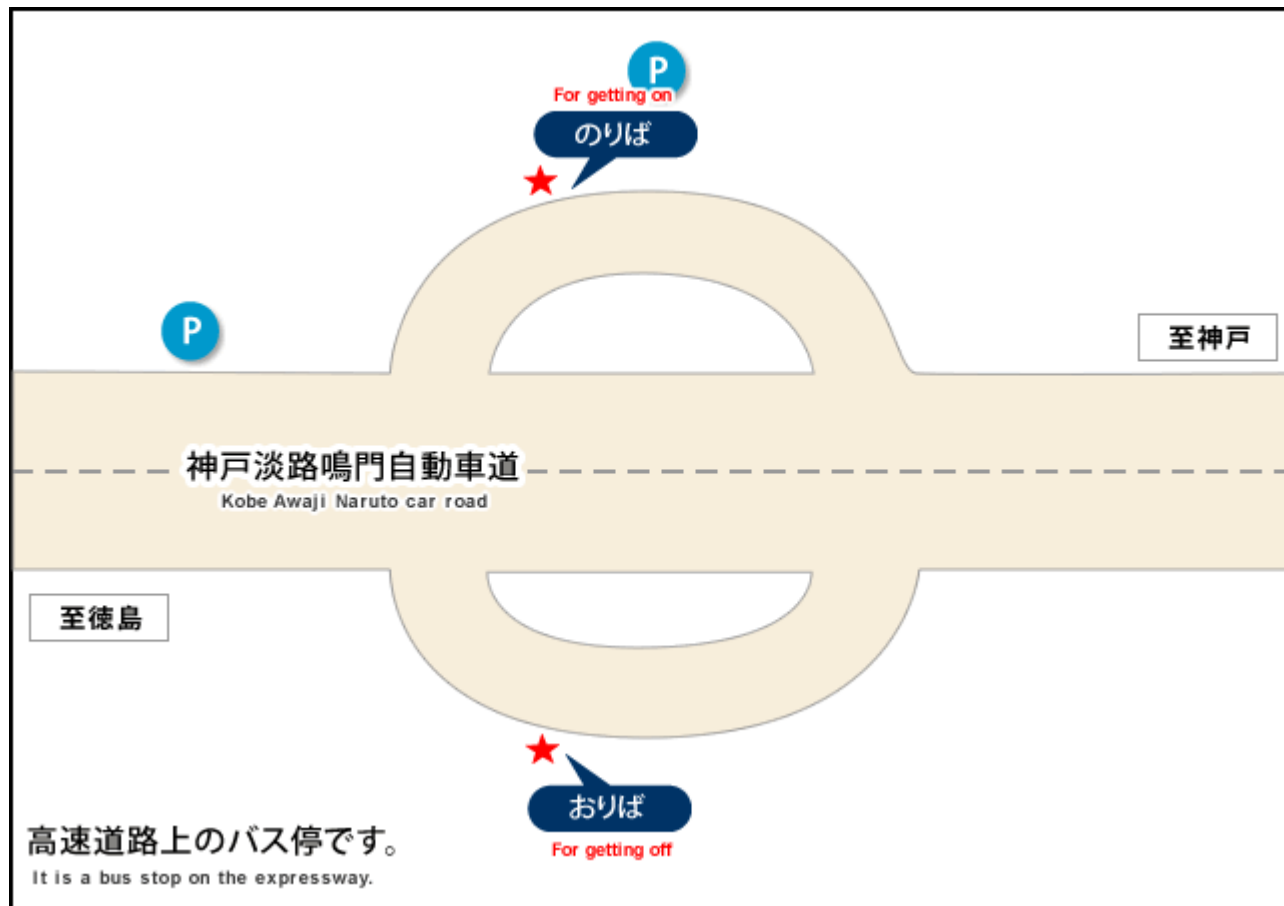 P
For getting on
のりば
P
至神戸
神戸淡路鳴門自動車道
Kobe Awaji Naruto car road
至徳島
おりば
For getting off
高速道路上のバス停です。
It is a bus stop on the expressway.